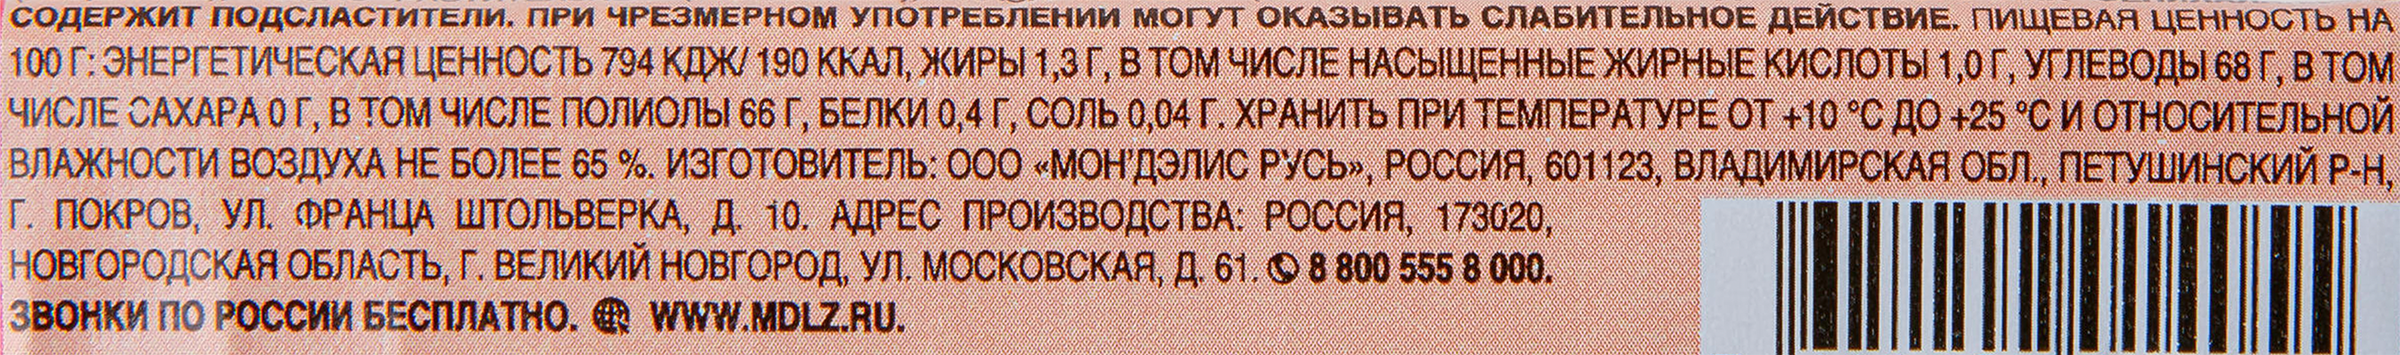 СОДЕРЖИТ ПОДСЛАСТИТЕЛИ. ПРИ ЧРЕЗМЕРНОМ УПОТРЕБЛЕНИИ МОГУТ ОКАЗЫВАТЬ СЛАБИТЕЛЬНОЕ ДЕЙСТВИЕ. ПИЩЕВАЯ ЦЕННОСТЬ НА
100 Г: ЭНЕРГЕТИЧЕСКАЯ ЦЕННОСТЬ 794 КДЖ/ 190 ККАЛ, ЖИРЫ 1,3 Г, В ТОМ ЧИСЛЕ НАСЫЩЕННЫЕ ЖИРНЫЕ КИСЛОТЫ 1,0 Г, УГЛЕВОДЫ 68 Г, В ТОМ
ЧИСЛЕ САХАРА 0 Г, В ТОМ ЧИСЛЕ ПОЛИОЛЫ 66 Г, БЕЛКИ 0,4 Г, СОЛЬ 0,04 Г. ХРАНИТЬ ПРИ ТЕМПЕРАТУРЕ ОТ +10 °С ДО +25 °С И ОТНОСИТЕЛЬНОЙ
ВЛАЖНОСТИ ВОЗДУХА НЕ БОЛЕЕ 65 %. ИЗГОТОВИТЕЛЬ: ООО «МОН'ДЭЛИС РУСЬ», РОССИЯ, 601123, ВЛАДИМИРСКАЯ ОБЛ., ПЕТУШИНСКИЙ Р-Н,
Г. ПОКРОВ, УЛ. ФРАНЦА ШТОЛЬВЕРКА, Д. 10. АДРЕС ПРОИЗВОДСТВА: РОССИЯ, 173020,
НОВГОРОДСКАЯ ОБЛАСТЬ, Г. ВЕЛИКИЙ НОВГОРОД, УЛ. МОСКОВСКАЯ, Д. 61. 8 800 555 8 000.
ЗВОНКИ ПО РОССИИ БЕСПЛАТНО. WWW.MDLZ.RU.